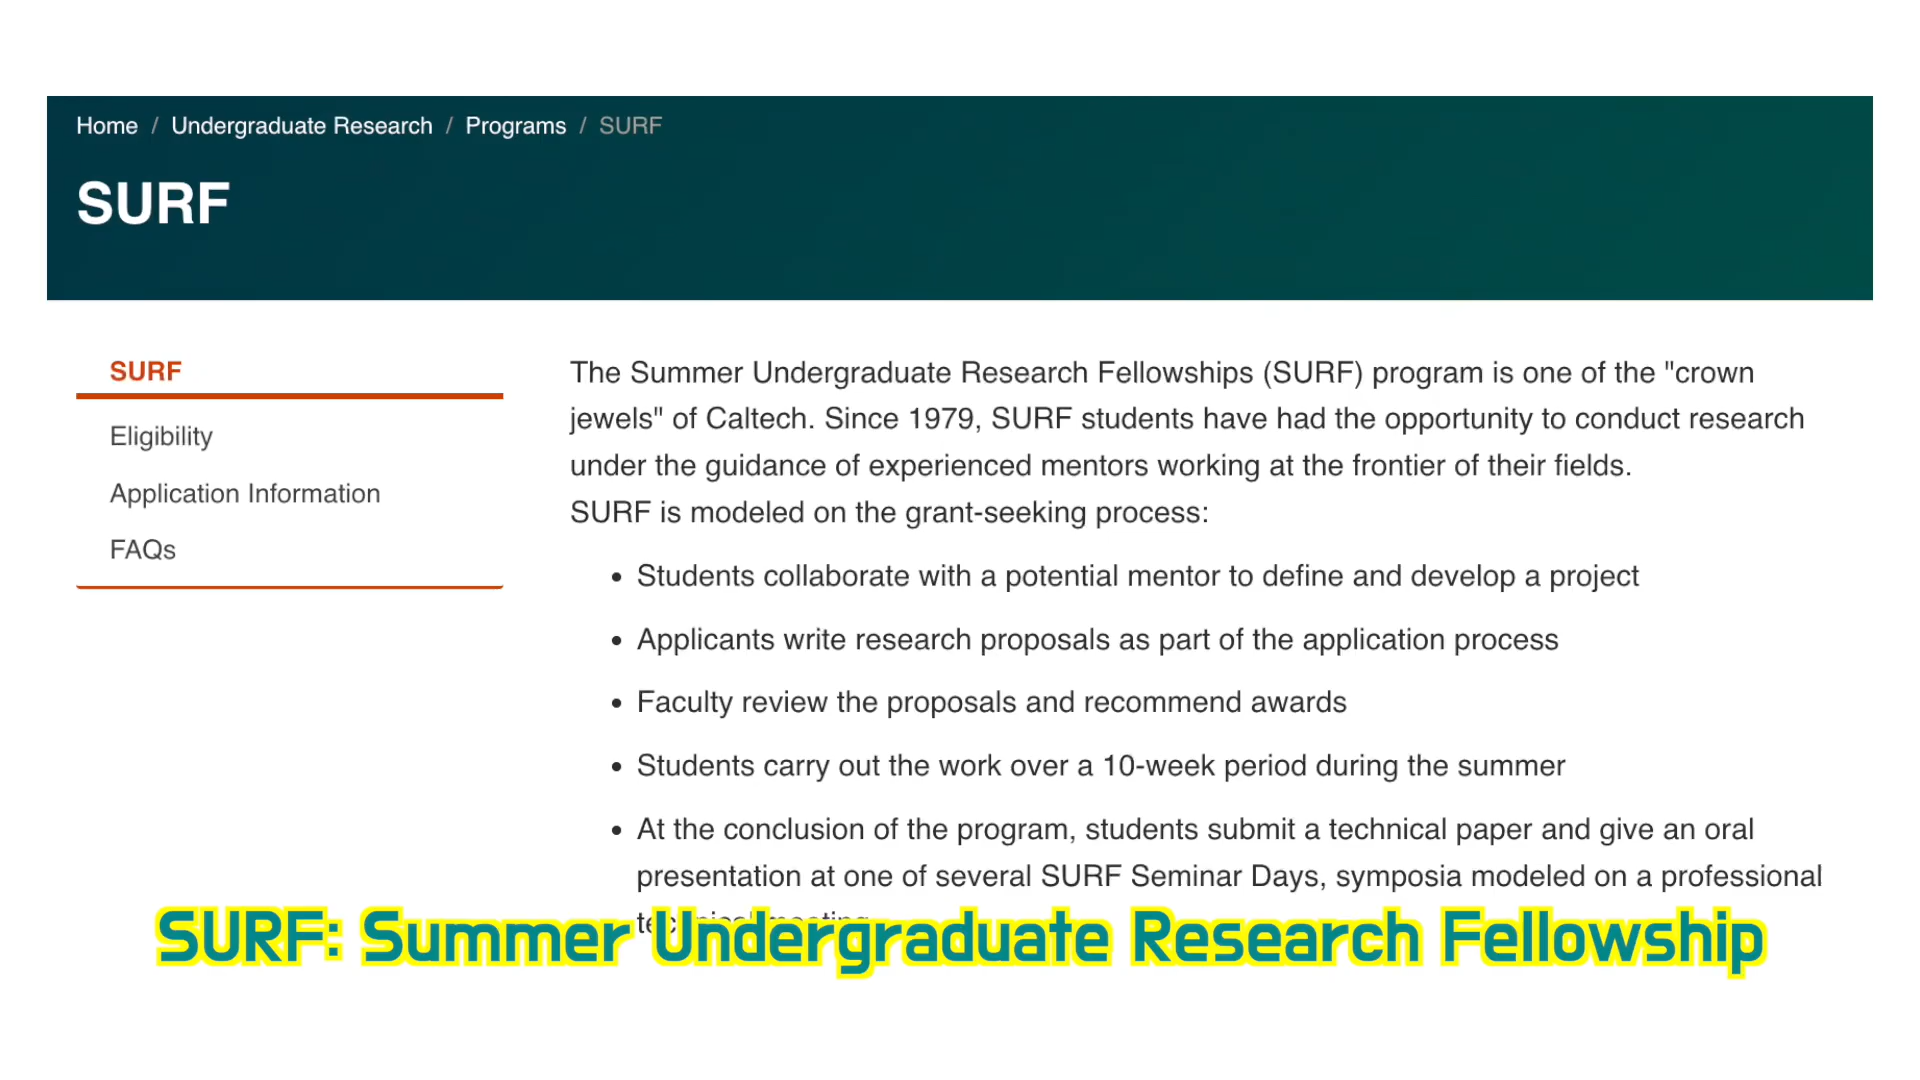 Home / Undergraduate Research / Programs / SURF
SURF
SURF
Eligibility
Application Information
FAQs
The Summer Undergraduate Research Fellowships (SURF) program is one of the "crown
jewels" of Caltech. Since 1979, SURF students have had the opportunity to conduct research
under the guidance of experienced mentors working at the frontier of their fields.
SURF is modeled on the grant-seeking process:
• Students collaborate with a potential mentor to define and develop a project
• Applicants write research proposals as part of the application process
• Faculty review the proposals and recommend awards
• Students carry out the work over a 10-week period during the summer
• At the conclusion of the program, students submit a technical paper and give an oral
presentation at one of several SURF Seminar Days, symposia modeled on a professional
SURF: Summer Undergraduate Research Fellowship